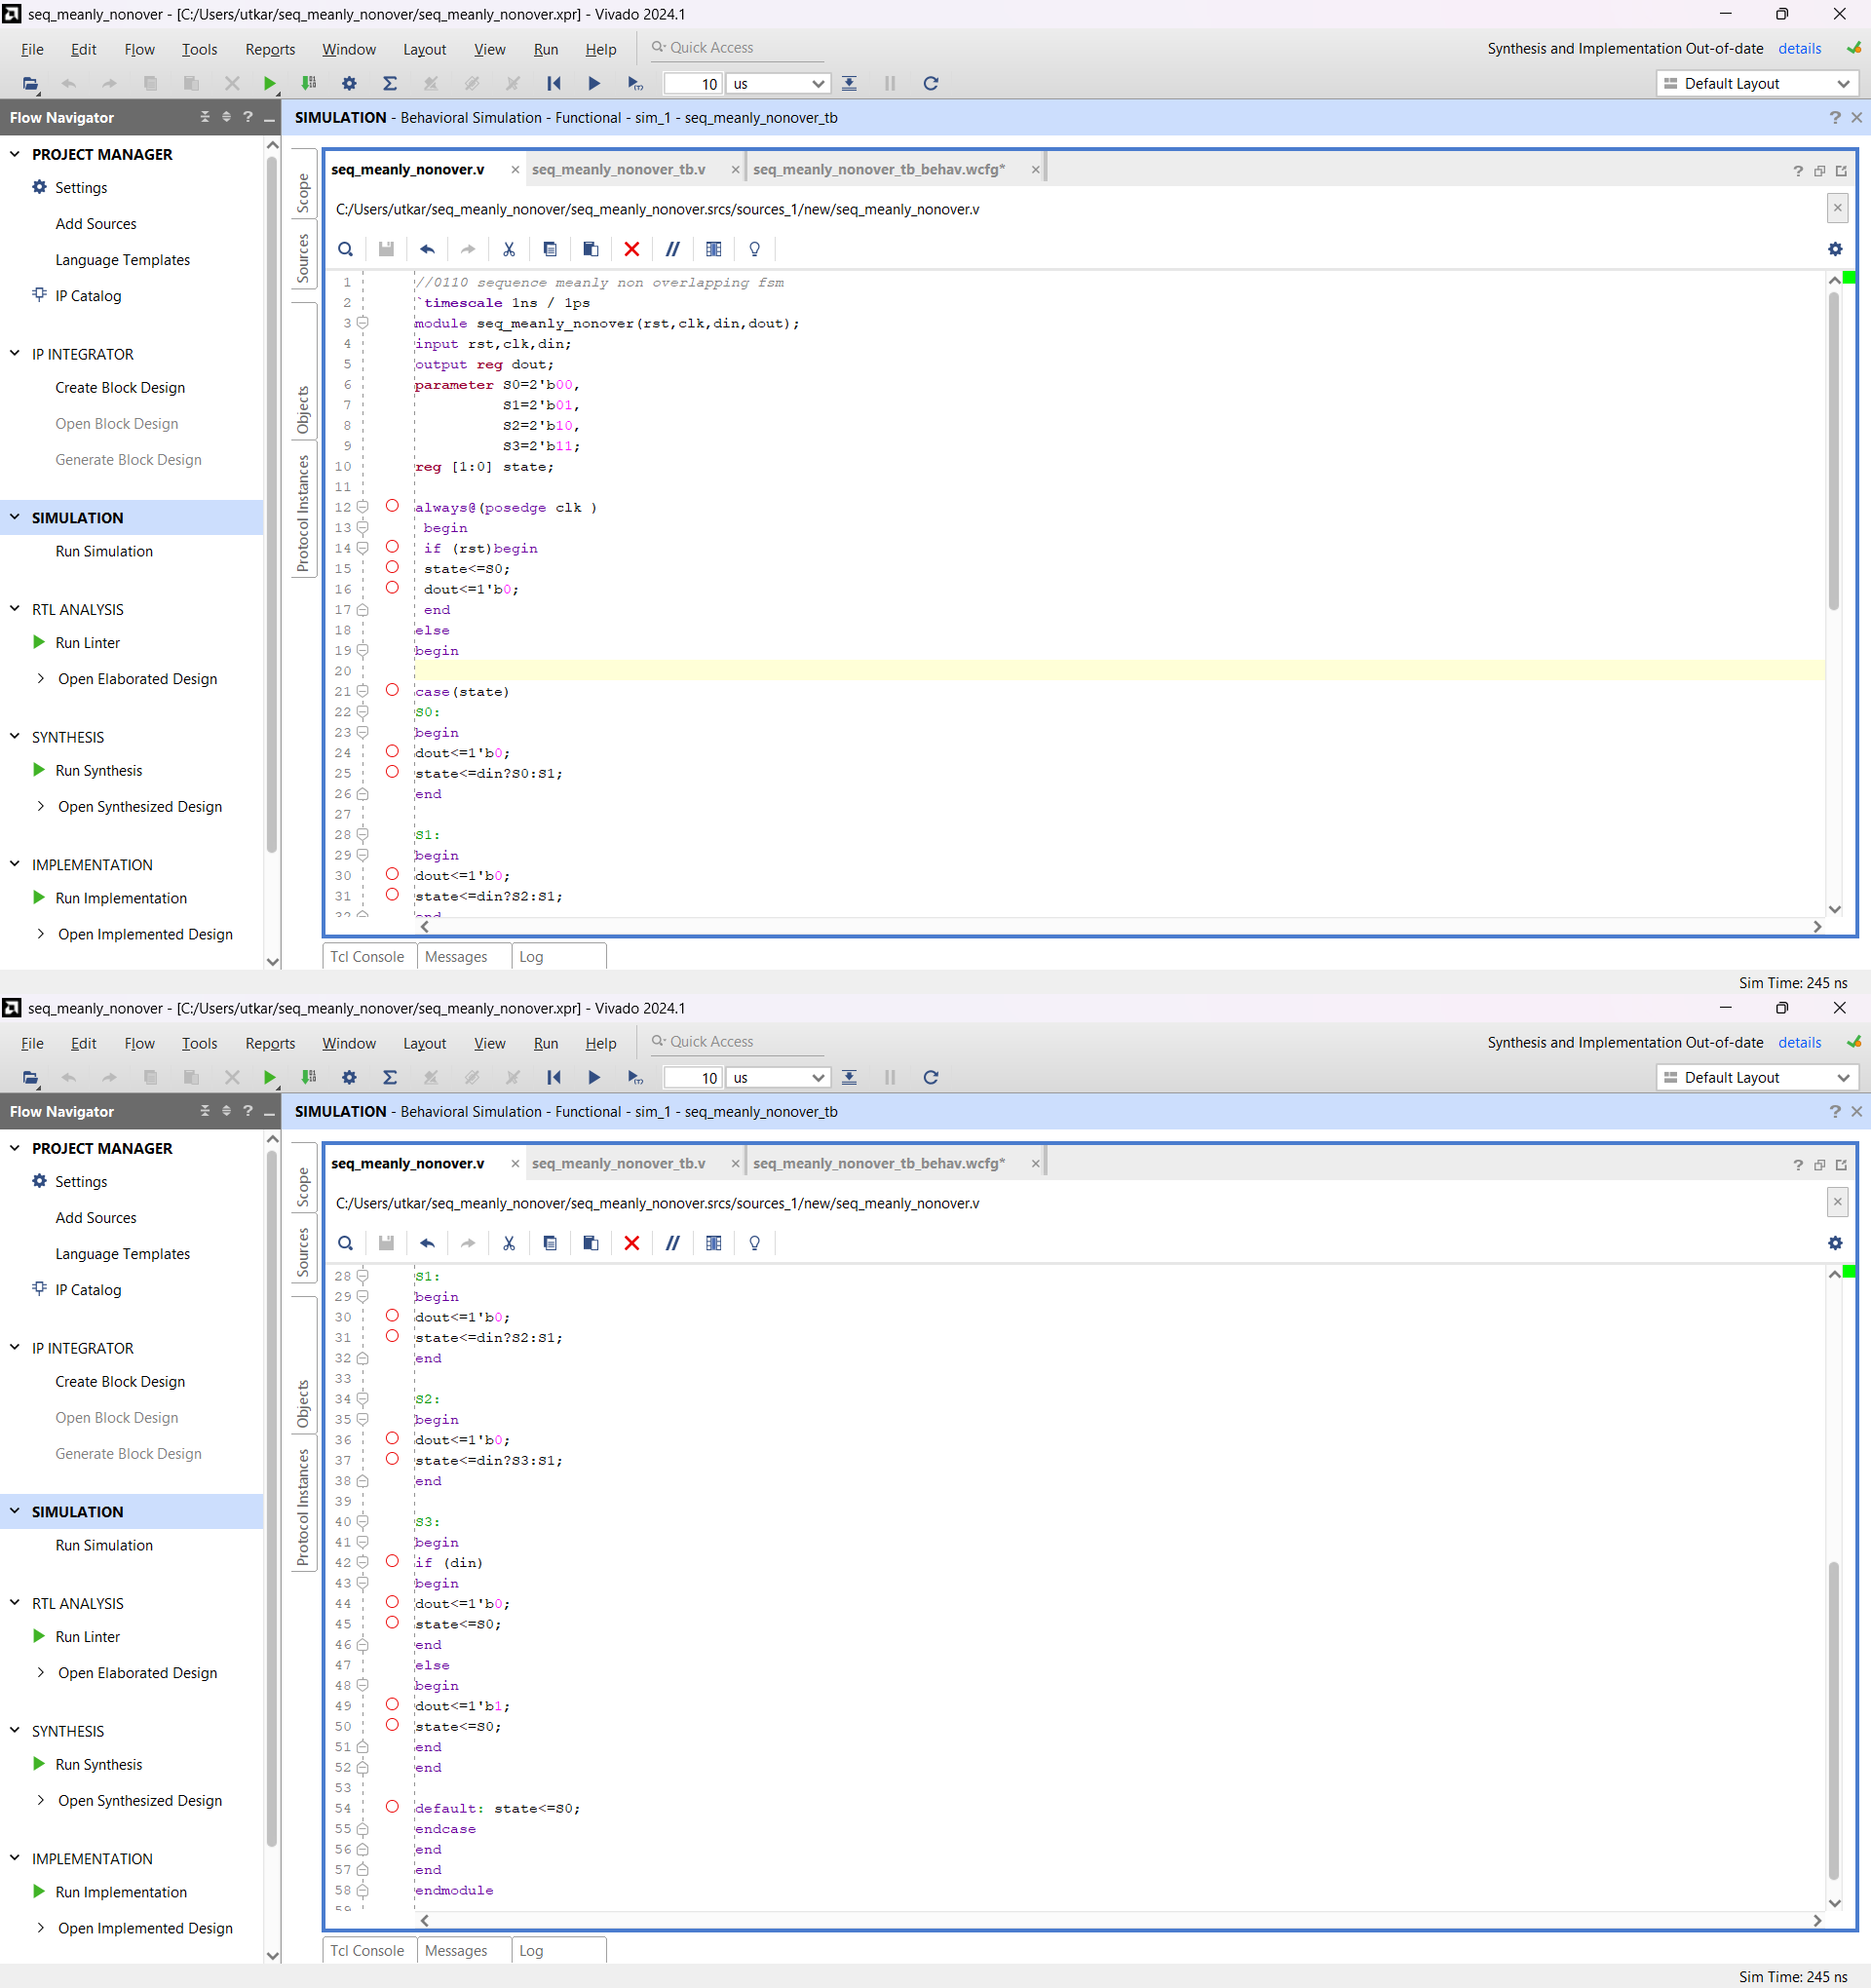 seq_meanly_nonover - [C:/Users/utkar/seq_meanly_nonover/seq_meanly_nonover.xpr] - Vivado 2024.1
File Edit Flow Tools Reports Window Layout View Run Help Quick Access
Synthesis and Implementation Out-of-date details
10 us Default Layout
Flow Navigator
SIMULATION - Behavioral Simulation - Functional - sim_1 - seq_meanly_nonover_tb
PROJECT MANAGER
Settings
Add Sources
Language Templates
IP Catalog
IP INTEGRATOR
Create Block Design
Open Block Design
Generate Block Design
SIMULATION
Run Simulation
RTL ANALYSIS
Run Linter
Open Elaborated Design
SYNTHESIS
Run Synthesis
Open Synthesized Design
IMPLEMENTATION
Run Implementation
Open Implemented Design
Scope
Sources
Objects
Protocol Instances
seq_meanly_nonover.v seq_meanly_nonover_tb.v seq_meanly_nonover_tb_behav.wcfg*
C:/Users/utkar/seq_meanly_nonover/seq_meanly_nonover.srcs/sources_1/new/seq_meanly_nonover.v
1 //0110 sequence meanly non overlapping fsm
2 `timescale 1ns / 1ps
3 module seq_meanly_nonover(rst,clk,din,dout);
4 input rst,clk,din;
5 output reg dout;
6 parameter S0=2'b00,
7 S1=2'b01,
8 S2=2'b10,
9 S3=2'b11;
10 reg [1:0] state;
11
12 always@(posedge clk )
13 begin
14 if (rst)begin
15 state<=S0;
16 dout<=1'b0;
17 end
18 else
19 begin
20
21 case(state)
22 S0:
23 begin
24 dout<=1'b0;
25 state<=din?S0:S1;
26 end
27
28 S1:
29 begin
30 dout<=1'b0;
31 state<=din?S2:S1;
32 end
Tcl Console Messages Log
Sim Time: 245 ns
seq_meanly_nonover - [C:/Users/utkar/seq_meanly_nonover/seq_meanly_nonover.xpr] - Vivado 2024.1
File Edit Flow Tools Reports Window Layout View Run Help Quick Access
Synthesis and Implementation Out-of-date details
10 us Default Layout
Flow Navigator
SIMULATION - Behavioral Simulation - Functional - sim_1 - seq_meanly_nonover_tb
PROJECT MANAGER
Settings
Add Sources
Language Templates
IP Catalog
IP INTEGRATOR
Create Block Design
Open Block Design
Generate Block Design
SIMULATION
Run Simulation
RTL ANALYSIS
Run Linter
Open Elaborated Design
SYNTHESIS
Run Synthesis
Open Synthesized Design
IMPLEMENTATION
Run Implementation
Open Implemented Design
Scope
Sources
Objects
Protocol Instances
seq_meanly_nonover.v seq_meanly_nonover_tb.v seq_meanly_nonover_tb_behav.wcfg*
C:/Users/utkar/seq_meanly_nonover/seq_meanly_nonover.srcs/sources_1/new/seq_meanly_nonover.v
28 S1:
29 begin
30 dout<=1'b0;
31 state<=din?S2:S1;
32 end
33
34 S2:
35 begin
36 dout<=1'b0;
37 state<=din?S3:S1;
38 end
39
40 S3:
41 begin
42 if (din)
43 begin
44 dout<=1'b0;
45 state<=S0;
46 end
47 else
48 begin
49 dout<=1'b1;
50 state<=S0;
51 end
52 end
53
54 default: state<=S0;
55 endcase
56 end
57 end
58 endmodule
59
Tcl Console Messages Log
Sim Time: 245 ns